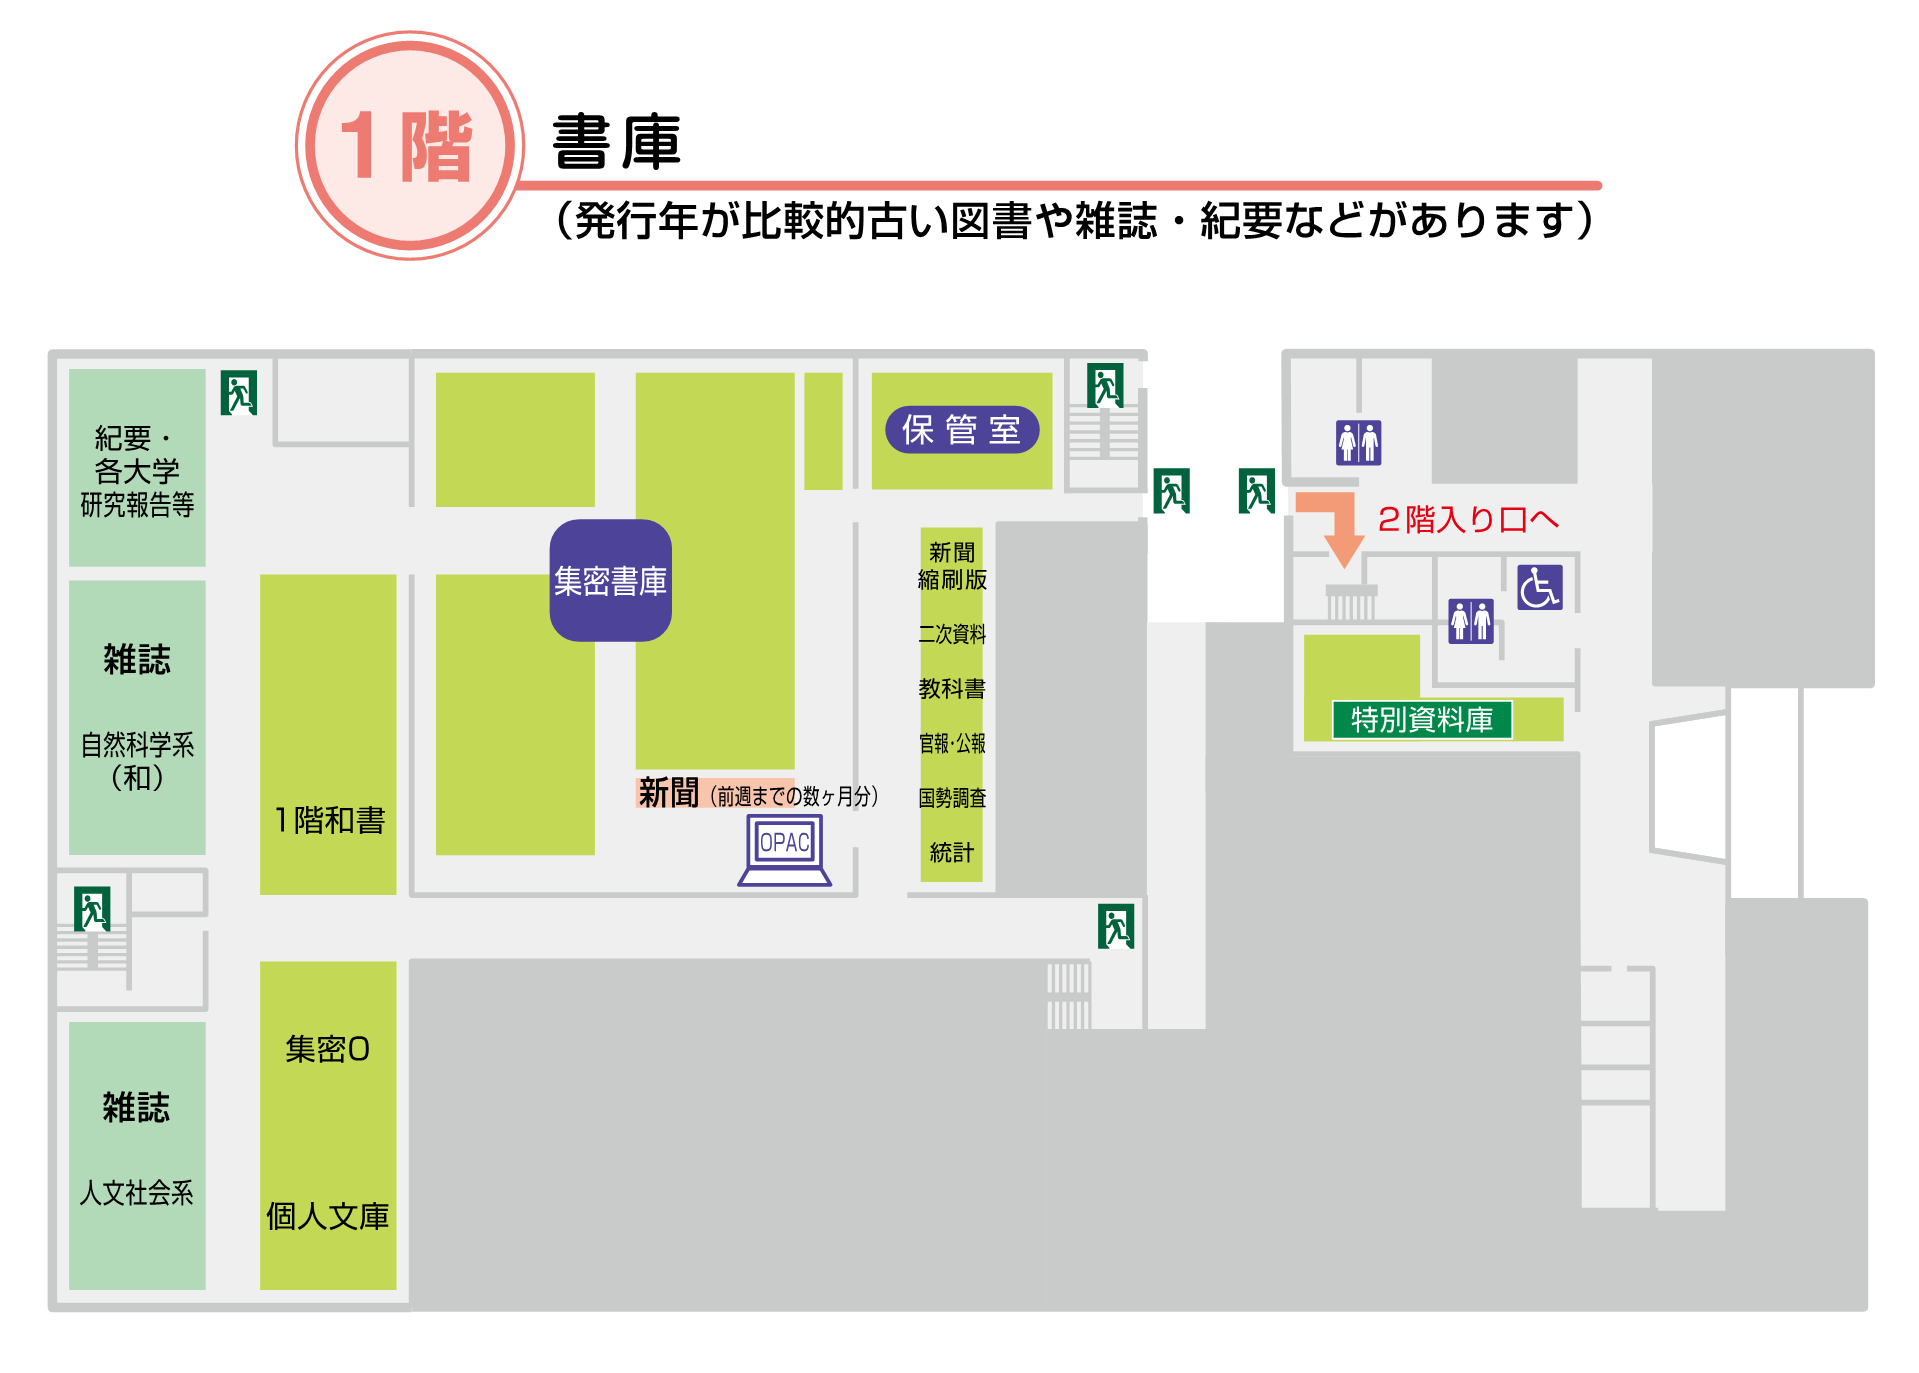 1階
書庫
（発行年が比較的古い図書や雑誌・紀要などがあります）
紀要・
各大学
研究報告等
雑誌
自然科学系
（和）
雑誌
人文社会系
1階和書
集密0
個人文庫
集密書庫
新聞（前週までの数ヶ月分）
OPAC
保管室
新聞
縮刷版
二次資料
教科書
官報・公報
国勢調査
統計
2階入り口へ
特別資料庫